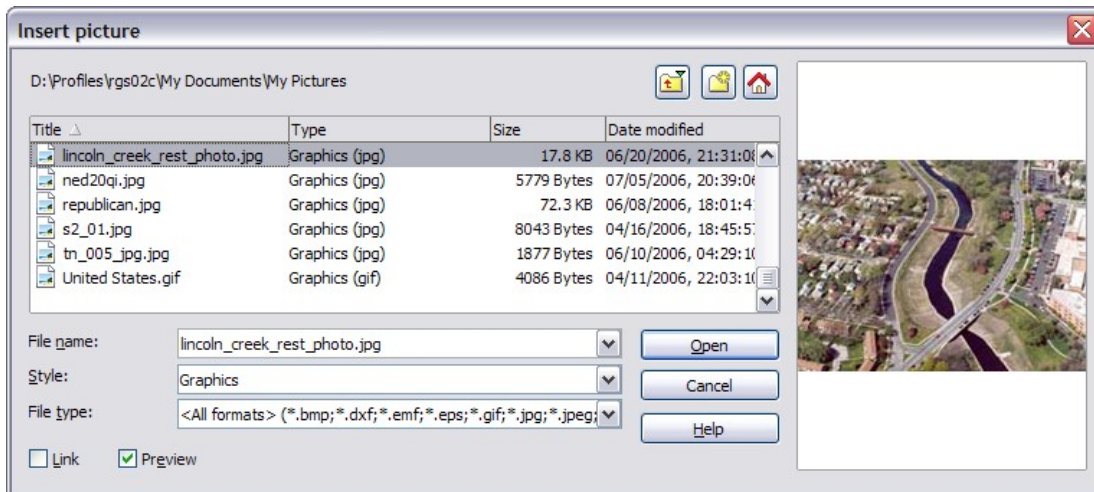 Insert picture
D:\Profiles\rgs02c\My Documents\My Pictures
Title Type Size Date modified
lincoln_creek_rest_photo.jpg Graphics (jpg) 17.8 KB 06/20/2006, 21:31:08
ned20qi.jpg Graphics (jpg) 5779 Bytes 07/05/2006, 20:39:06
republican.jpg Graphics (jpg) 72.3 KB 06/08/2006, 18:01:4
s2_01.jpg Graphics (jpg) 8043 Bytes 04/16/2006, 18:45:57
tn_005_jpg.jpg Graphics (jpg) 1877 Bytes 06/10/2006, 04:29:10
United States.gif Graphics (gif) 4086 Bytes 04/11/2006, 22:03:10
File name: lincoln_creek_rest_photo.jpg Open
Style: Graphics Cancel
File type: <All formats> (*.bmp;*.dxf;*.emf;*.eps;*.gif;*.jpg;*.jpeg; Help
Link Preview